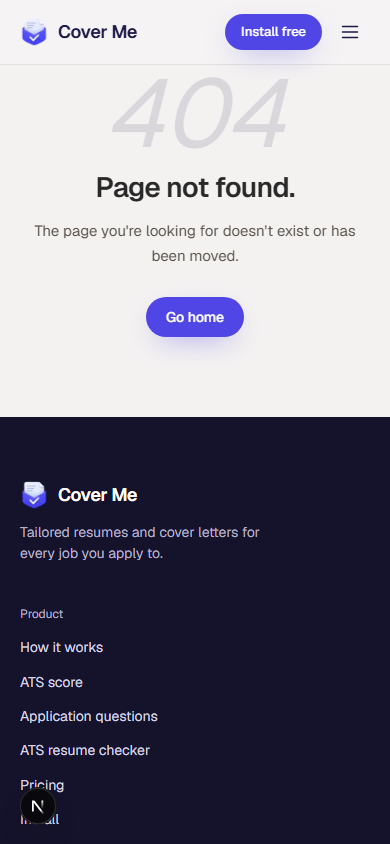 Cover Me
Install free
404
Page not found.
The page you're looking for doesn't exist or has
been moved.
Go home
Cover Me
Tailored resumes and cover letters for
every job you apply to.
Product
How it works
ATS score
Application questions
ATS resume checker
Pricing
N
Install